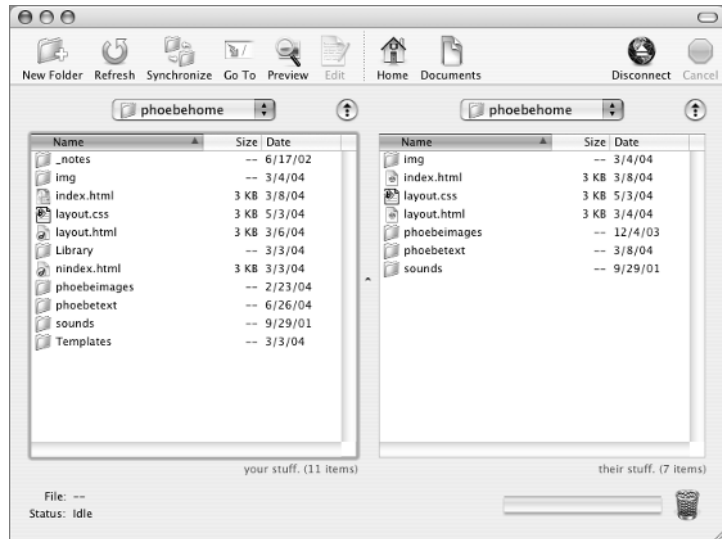 New Folder Refresh Synchronize Go To Preview Edit Home Documents Disconnect Cancel
phoebehome phoebehome
Name Size Date
_notes -- 6/17/02
img -- 3/4/04
index.html 3 KB 3/8/04
layout.css 3 KB 5/3/04
layout.html 3 KB 3/6/04
Library -- 3/3/04
nindex.html 3 KB 3/3/04
phoebeimages -- 2/23/04
phoebetext -- 6/26/04
sounds -- 9/29/01
Templates -- 3/3/04
your stuff. (11 items)
Name Size Date
img -- 3/4/04
index.html 3 KB 3/8/04
layout.css 3 KB 5/3/04
layout.html 3 KB 3/4/04
phoebeimages -- 12/4/03
phoebetext -- 3/8/04
sounds -- 9/29/01
their stuff. (7 items)
File: --
Status: Idle